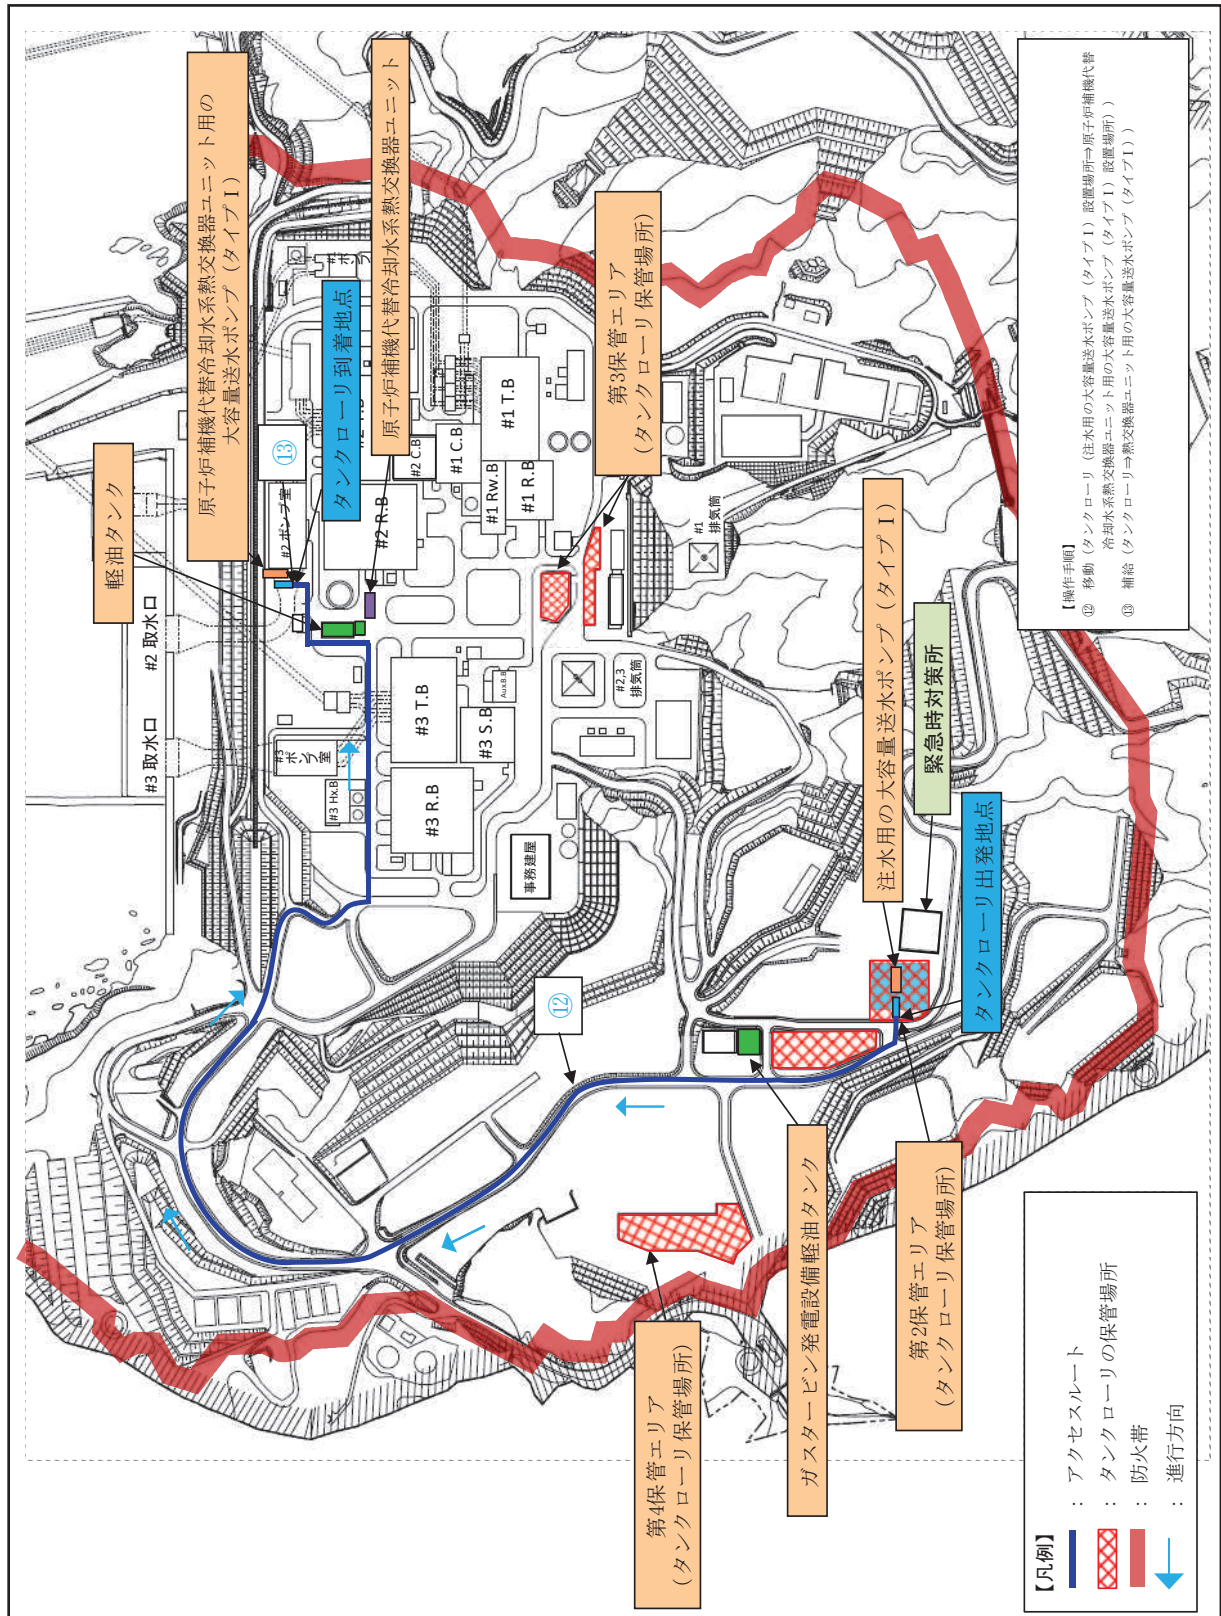 原子炉補機代替冷却水系熱交換器ユニット用の
大容量送水ポンプ（タイプⅠ）
軽油タンク
タンクローリ到着地点
原子炉補機代替冷却水系熱交換器ユニット
第3保管エリア
（タンクローリ保管場所）
⑬
#2 取水口
#3 取水口
#2 ポンプ室
#2 R.B
#2 C.B
#1 C.B
#1 T.B
#1 Rw.B
#1 R.B
#1
排気筒
#3
ポンプ
室
#3 Hx.B
#3 T.B
#3 S.B
#3 R.B
Aux.B.B
#2,3
排気筒
事務建屋
⑫
注水用の大容量送水ポンプ（タイプⅠ）
緊急時対策所
タンクローリ出発地点
第2保管エリア
（タンクローリ保管場所）
ガスタービン発電設備軽油タンク
第4保管エリア
（タンクローリ保管場所）
【操作手順】
⑫ 移動（タンクローリ（注水用の大容量送水ポンプ（タイプⅠ）設置場所⇒原子炉補機代替
冷却水系熱交換器ユニット用の大容量送水ポンプ（タイプⅠ）設置場所））
⑬ 補給（タンクローリ⇒熱交換器ユニット用の大容量送水ポンプ（タイプⅠ））
【凡例】
：アクセスルート
：タンクローリの保管場所
：防火帯
：進行方向